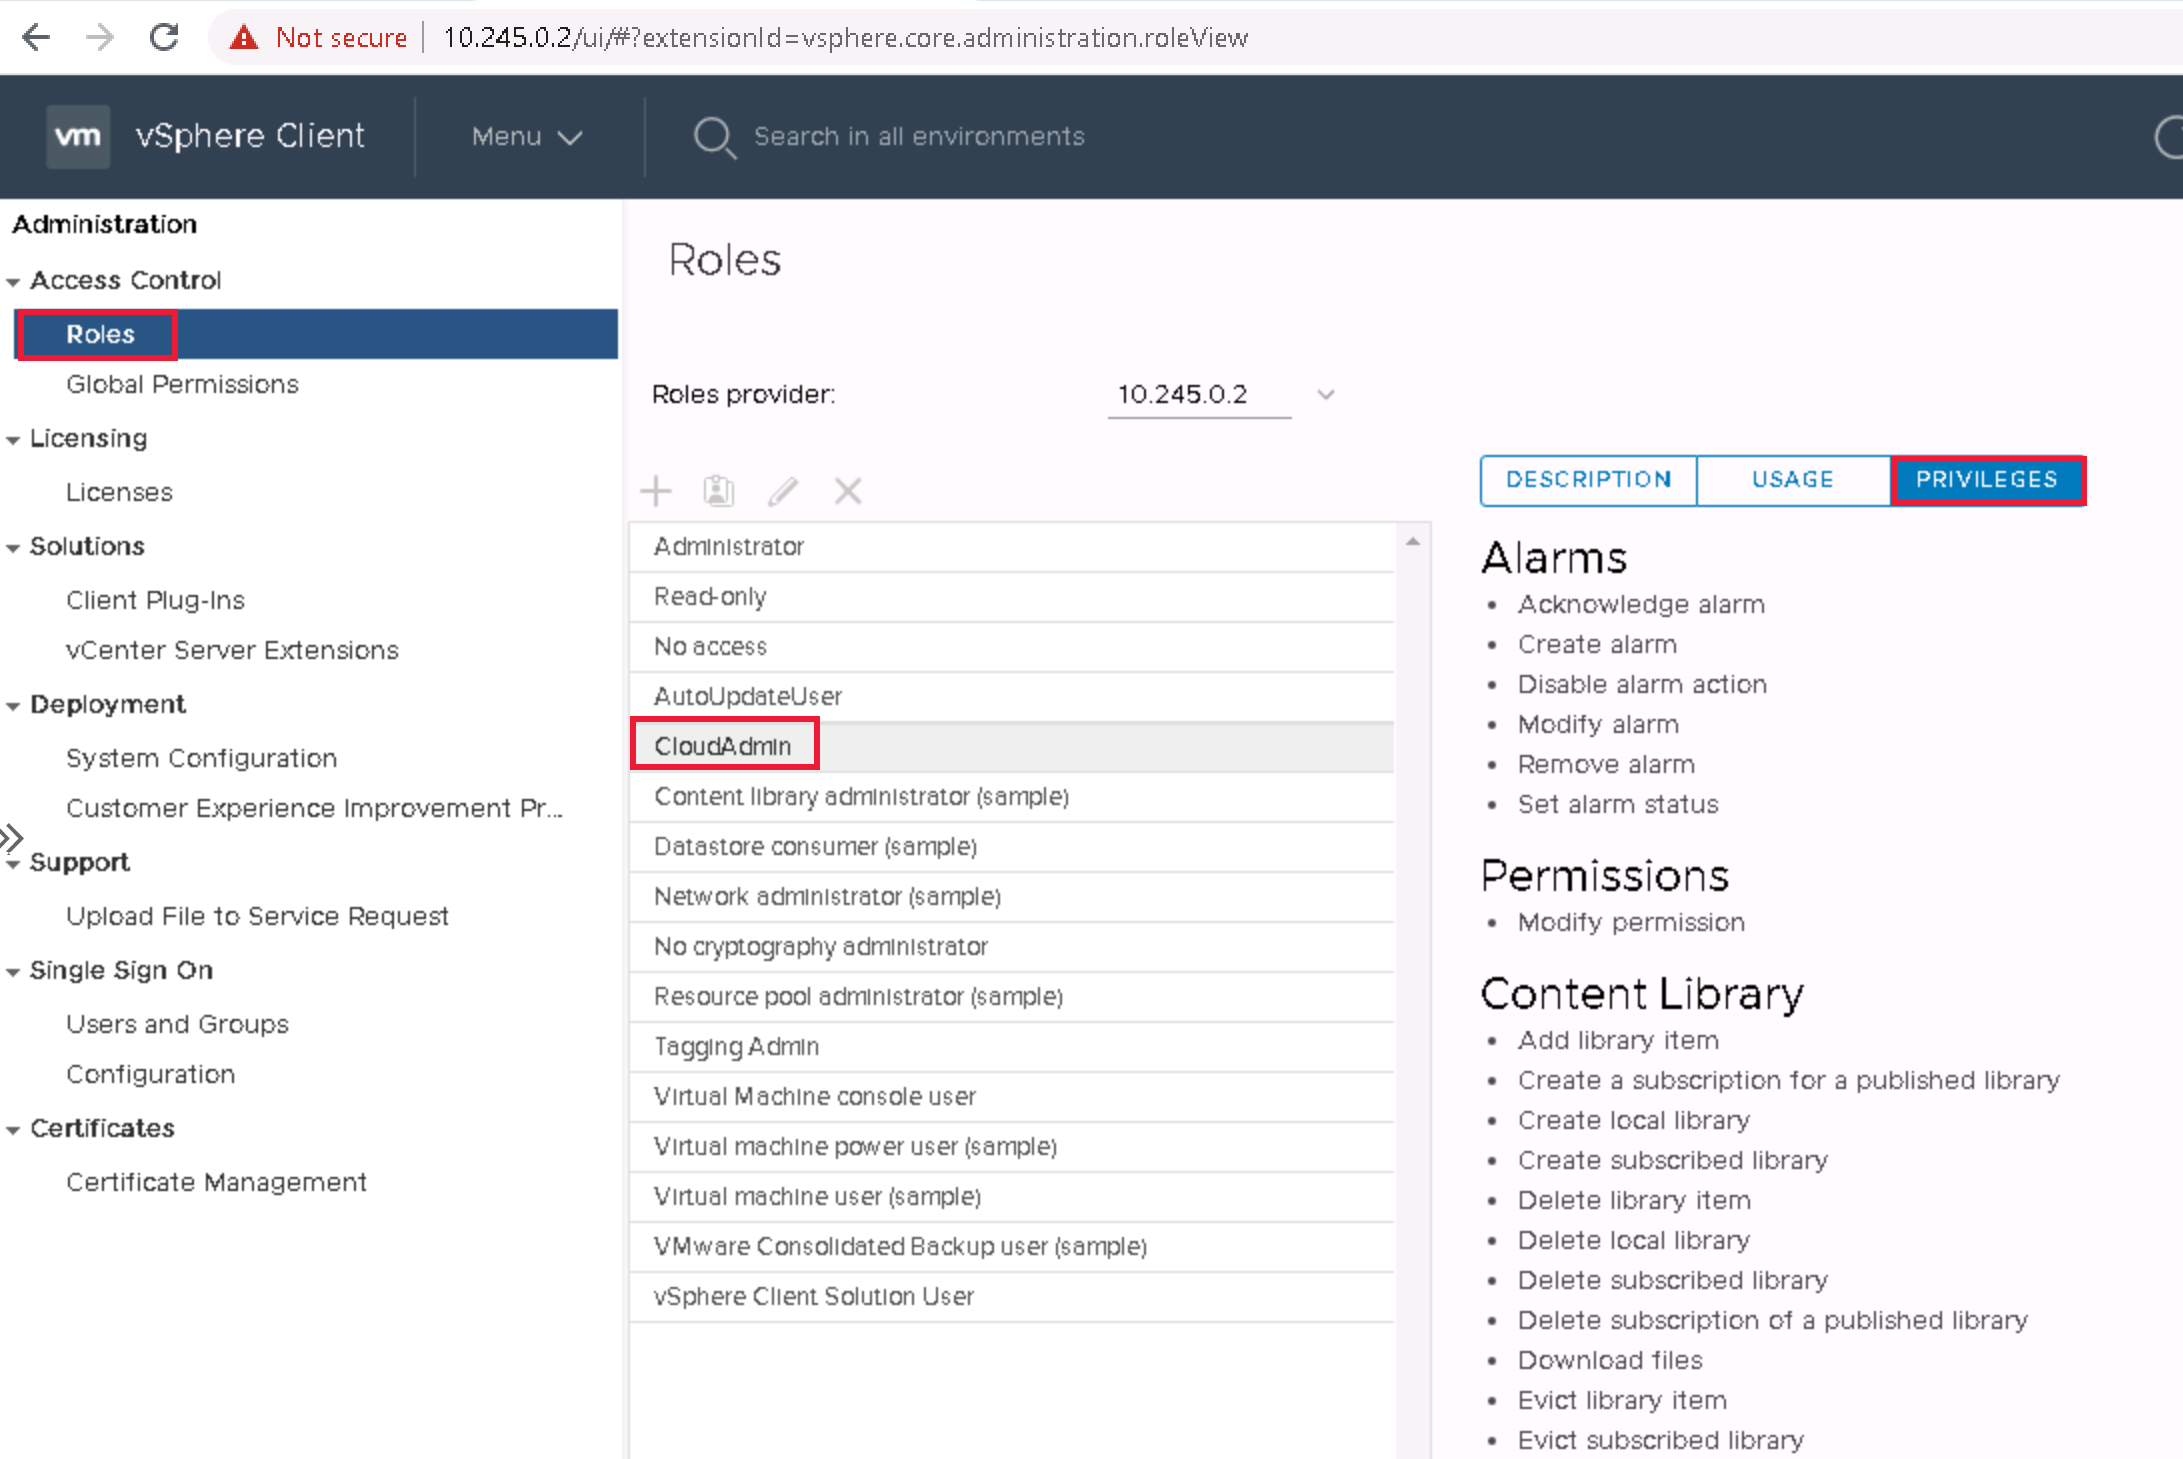 Not secure 10.245.0.2/ui/#?extensionId=vsphere.core.administration.roleView
vm vSphere Client Menu Search in all environments
Administration
Access Control
Roles
Global Permissions
Licensing
Licenses
Solutions
Client Plug-Ins
vCenter Server Extensions
Deployment
System Configuration
Customer Experience Improvement Pr...
Support
Upload File to Service Request
Single Sign On
Users and Groups
Configuration
Certificates
Certificate Management
Roles
Roles provider: 10.245.0.2
Administrator
Read-only
No access
AutoUpdateUser
CloudAdmin
Content library administrator (sample)
Datastore consumer (sample)
Network administrator (sample)
No cryptography administrator
Resource pool administrator (sample)
Tagging Admin
Virtual Machine console user
Virtual machine power user (sample)
Virtual machine user (sample)
VMware Consolidated Backup user (sample)
vSphere Client Solution User
DESCRIPTION USAGE PRIVILEGES
Alarms
• Acknowledge alarm
• Create alarm
• Disable alarm action
• Modify alarm
• Remove alarm
• Set alarm status
Permissions
• Modify permission
Content Library
• Add library item
• Create a subscription for a published library
• Create local library
• Create subscribed library
• Delete library item
• Delete local library
• Delete subscribed library
• Delete subscription of a published library
• Download files
• Evict library item
• Evict subscribed library